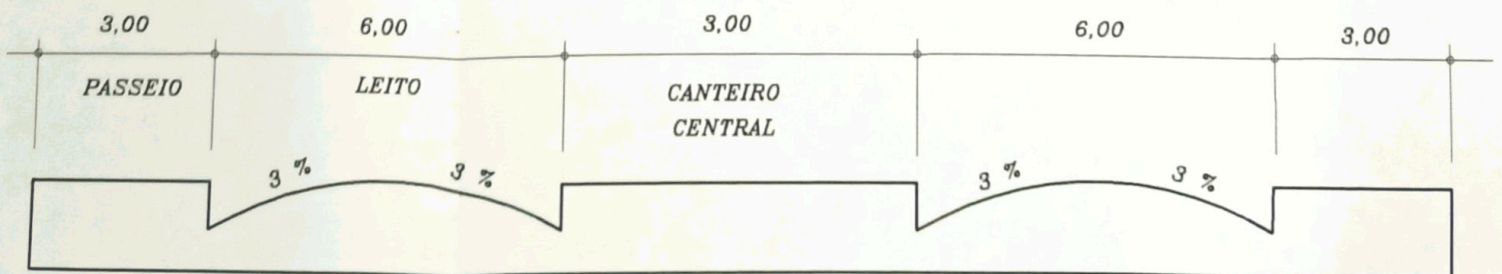 3,00 6,00 3,00 6,00 3,00
PASSEIO LEITO CANTEIRO
CENTRAL
3 % 3 % 3 % 3 %